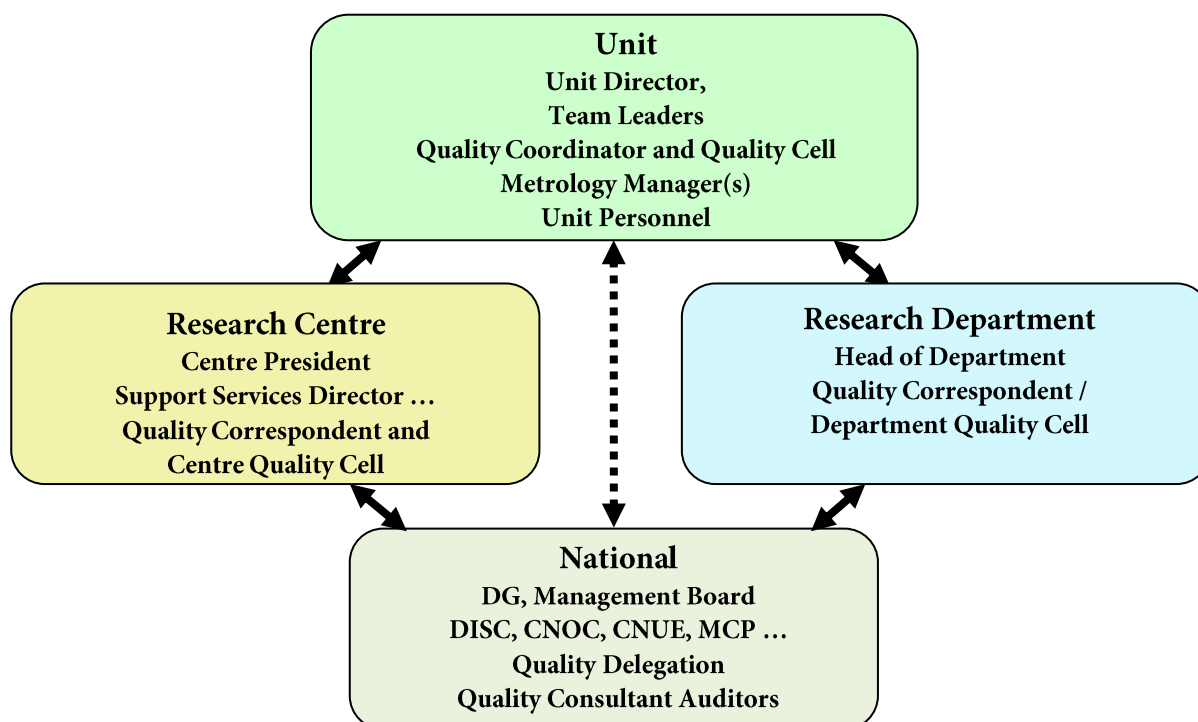 Unit
Unit Director,
Team Leaders
Quality Coordinator and Quality Cell
Metrology Manager(s)
Unit Personnel
Research Centre
Centre President
Support Services Director …
Quality Correspondent and
Centre Quality Cell
Research Department
Head of Department
Quality Correspondent /
Department Quality Cell
National
DG, Management Board
DISC, CNOC, CNUE, MCP …
Quality Delegation
Quality Consultant Auditors